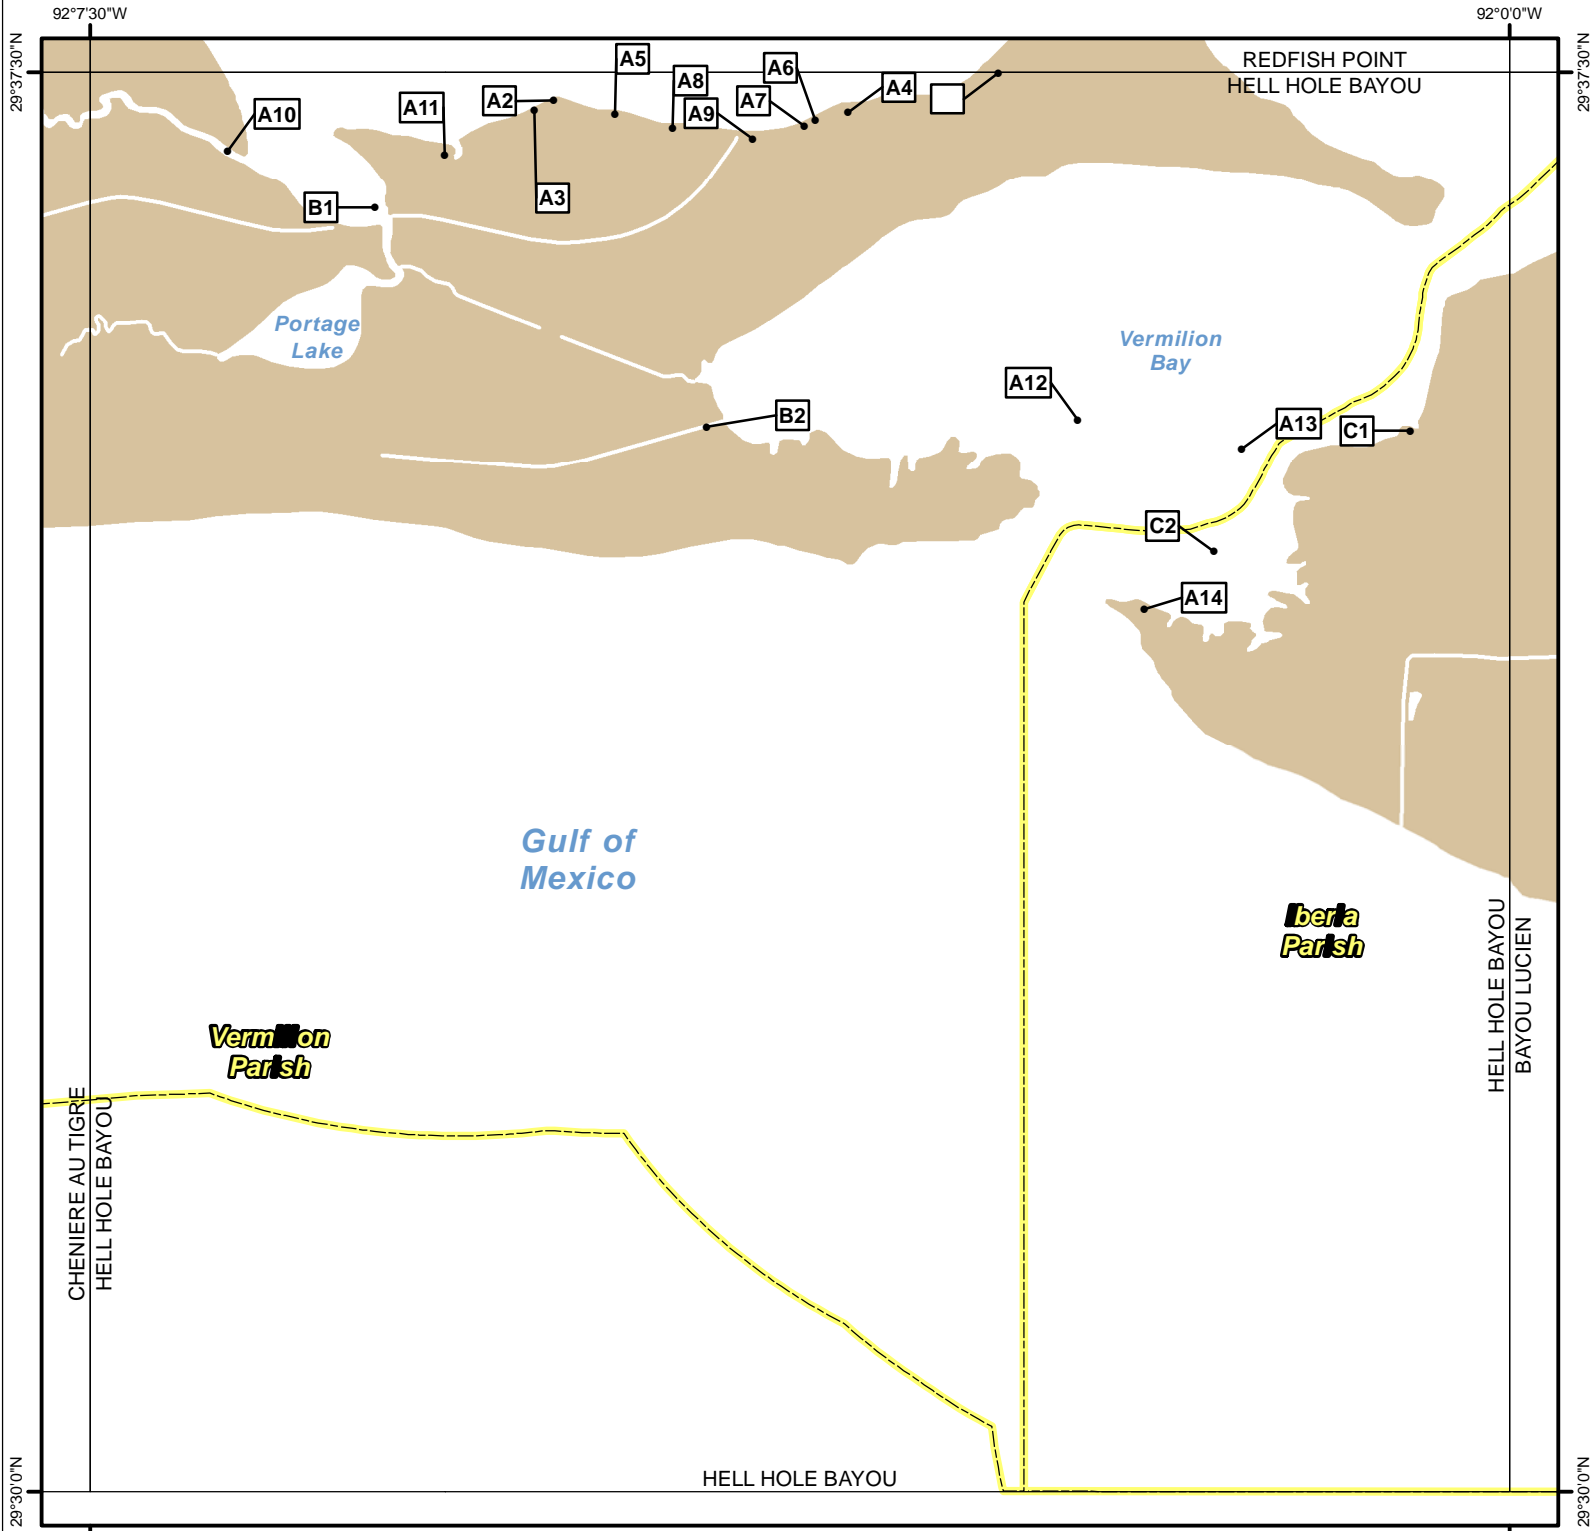 92°7'30"W
92°0'0"W
29°37'30"N
29°37'30"N
REDFISH POINT
HELL HOLE BAYOU
A5
A8
A6
A4
A10
A11
A2
A9
A7
A3
B1
Portage
Lake
Vermilion
Bay
A12
B2
A13
C1
C2
A14
Gulf of
Mexico
Iberia
Parish
HELL HOLE BAYOU
BAYOU LUCIEN
Vermilion
Parish
CHENIERE AU TIGRE
HELL HOLE BAYOU
HELL HOLE BAYOU
29°30'0"N
29°30'0"N